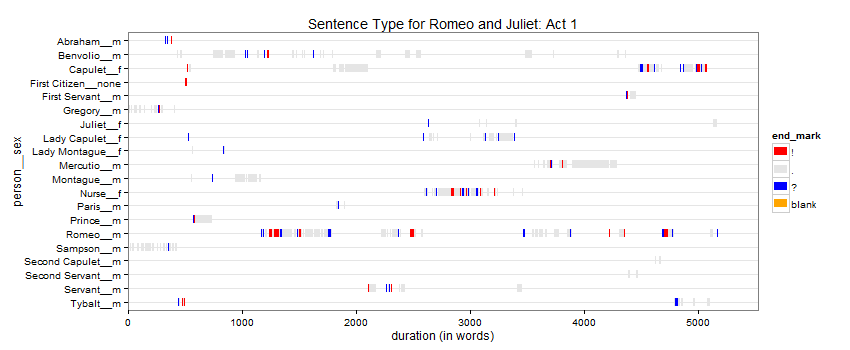 Sentence Type for Romeo and Juliet: Act 1
Abraham__m
Benvolio__m
Capulet__f
First Citizen__none
First Servant__m
Gregory__m
Juliet__f
Lady Capulet__f
Lady Montague__f
Mercutio__m
Montague__m
Nurse__f
Paris__m
Prince__m
Romeo__m
Sampson__m
Second Capulet__m
Second Servant__m
Servant__m
Tybalt__m
person__sex
0 1000 2000 3000 4000 5000
duration (in words)
end_mark
!
.
?
blank